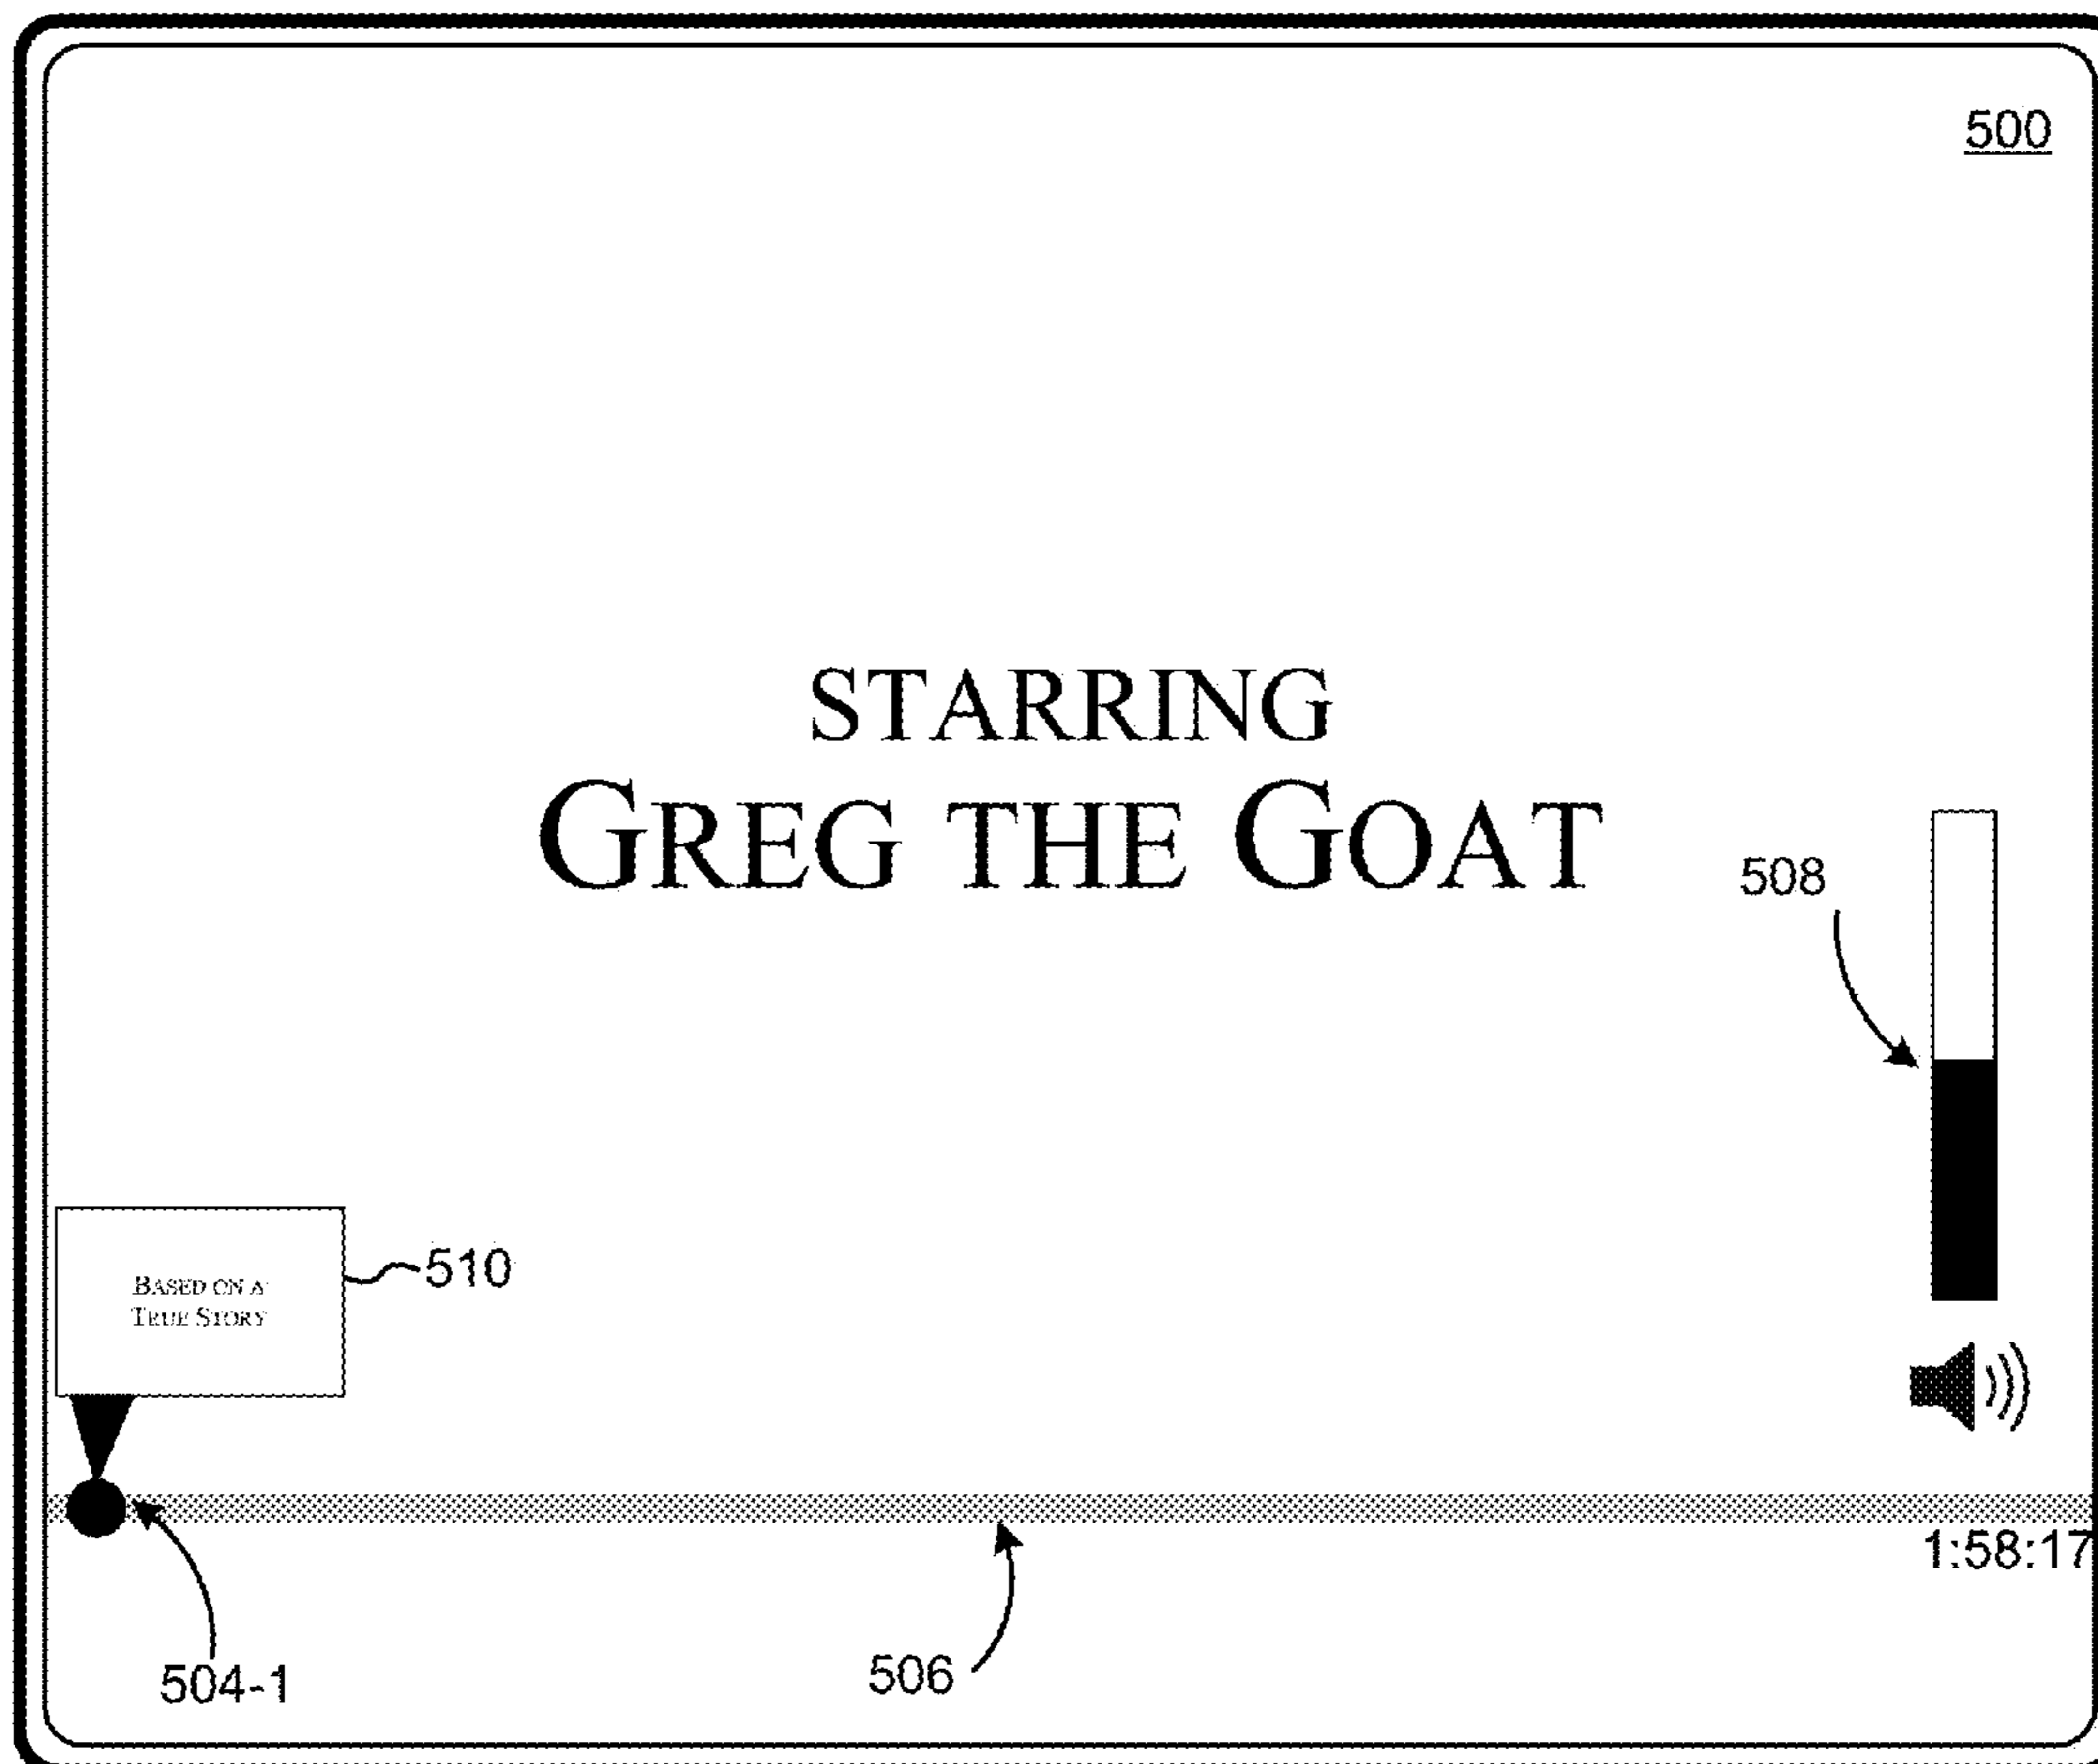 500
STARRING
GREG THE GOAT
508
BASED ON A
TRUE STORY
510
1:58:17
504-1
506